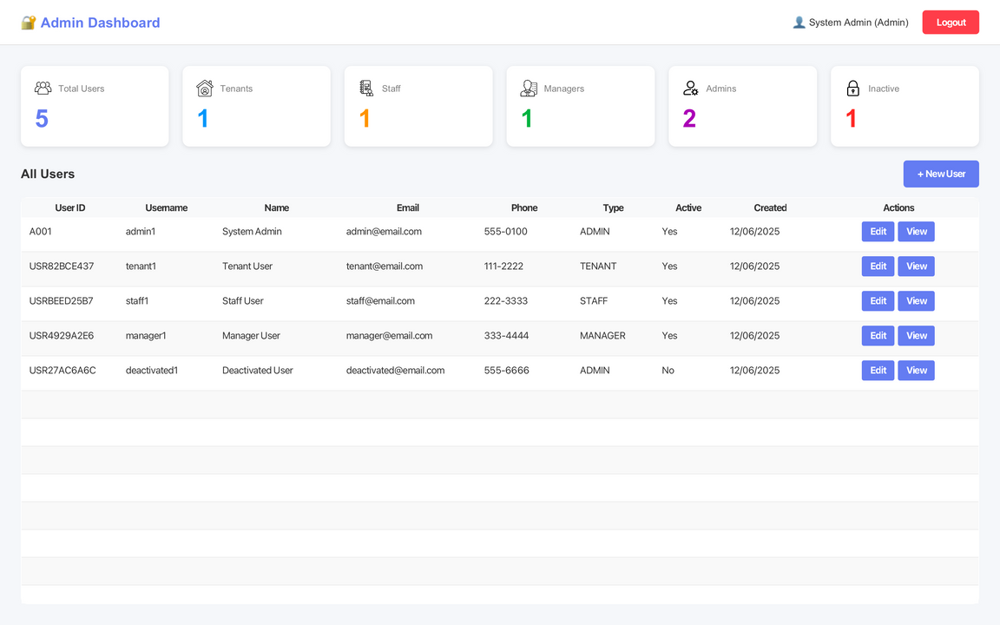 Admin Dashboard
System Admin (Admin)
Logout
Total Users
5
Tenants
1
Staff
1
Managers
1
Admins
2
Inactive
1
All Users
+ New User
User ID Username Name Email Phone Type Active Created Actions
A001 admin1 System Admin admin@email.com 555-0100 ADMIN Yes 12/06/2025 Edit View
USR82BCE437 tenant1 Tenant User tenant@email.com 111-2222 TENANT Yes 12/06/2025 Edit View
USRBEED25B7 staff1 Staff User staff@email.com 222-3333 STAFF Yes 12/06/2025 Edit View
USR4929A2E6 manager1 Manager User manager@email.com 333-4444 MANAGER Yes 12/06/2025 Edit View
USR27AC6A6C deactivated1 Deactivated User deactivated@email.com 555-6666 ADMIN No 12/06/2025 Edit View